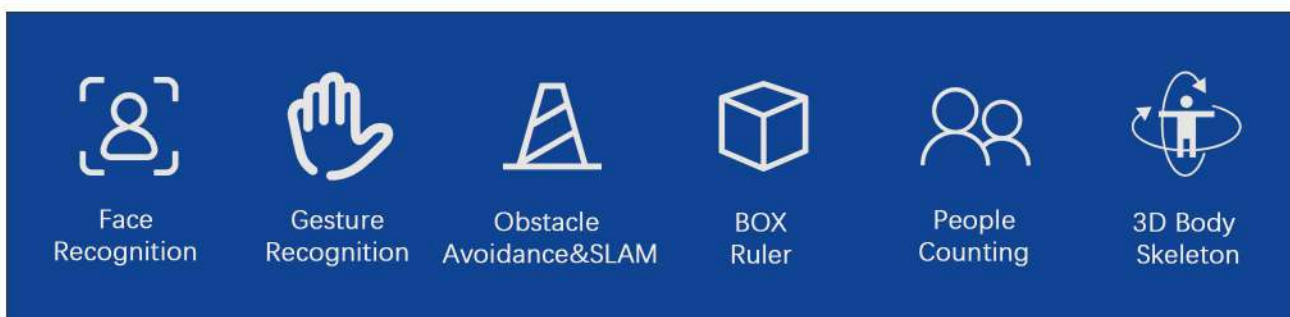 Face
Recognition
Gesture
Recognition
Obstacle
Avoidance&SLAM
BOX
Ruler
People
Counting
3D Body
Skeleton